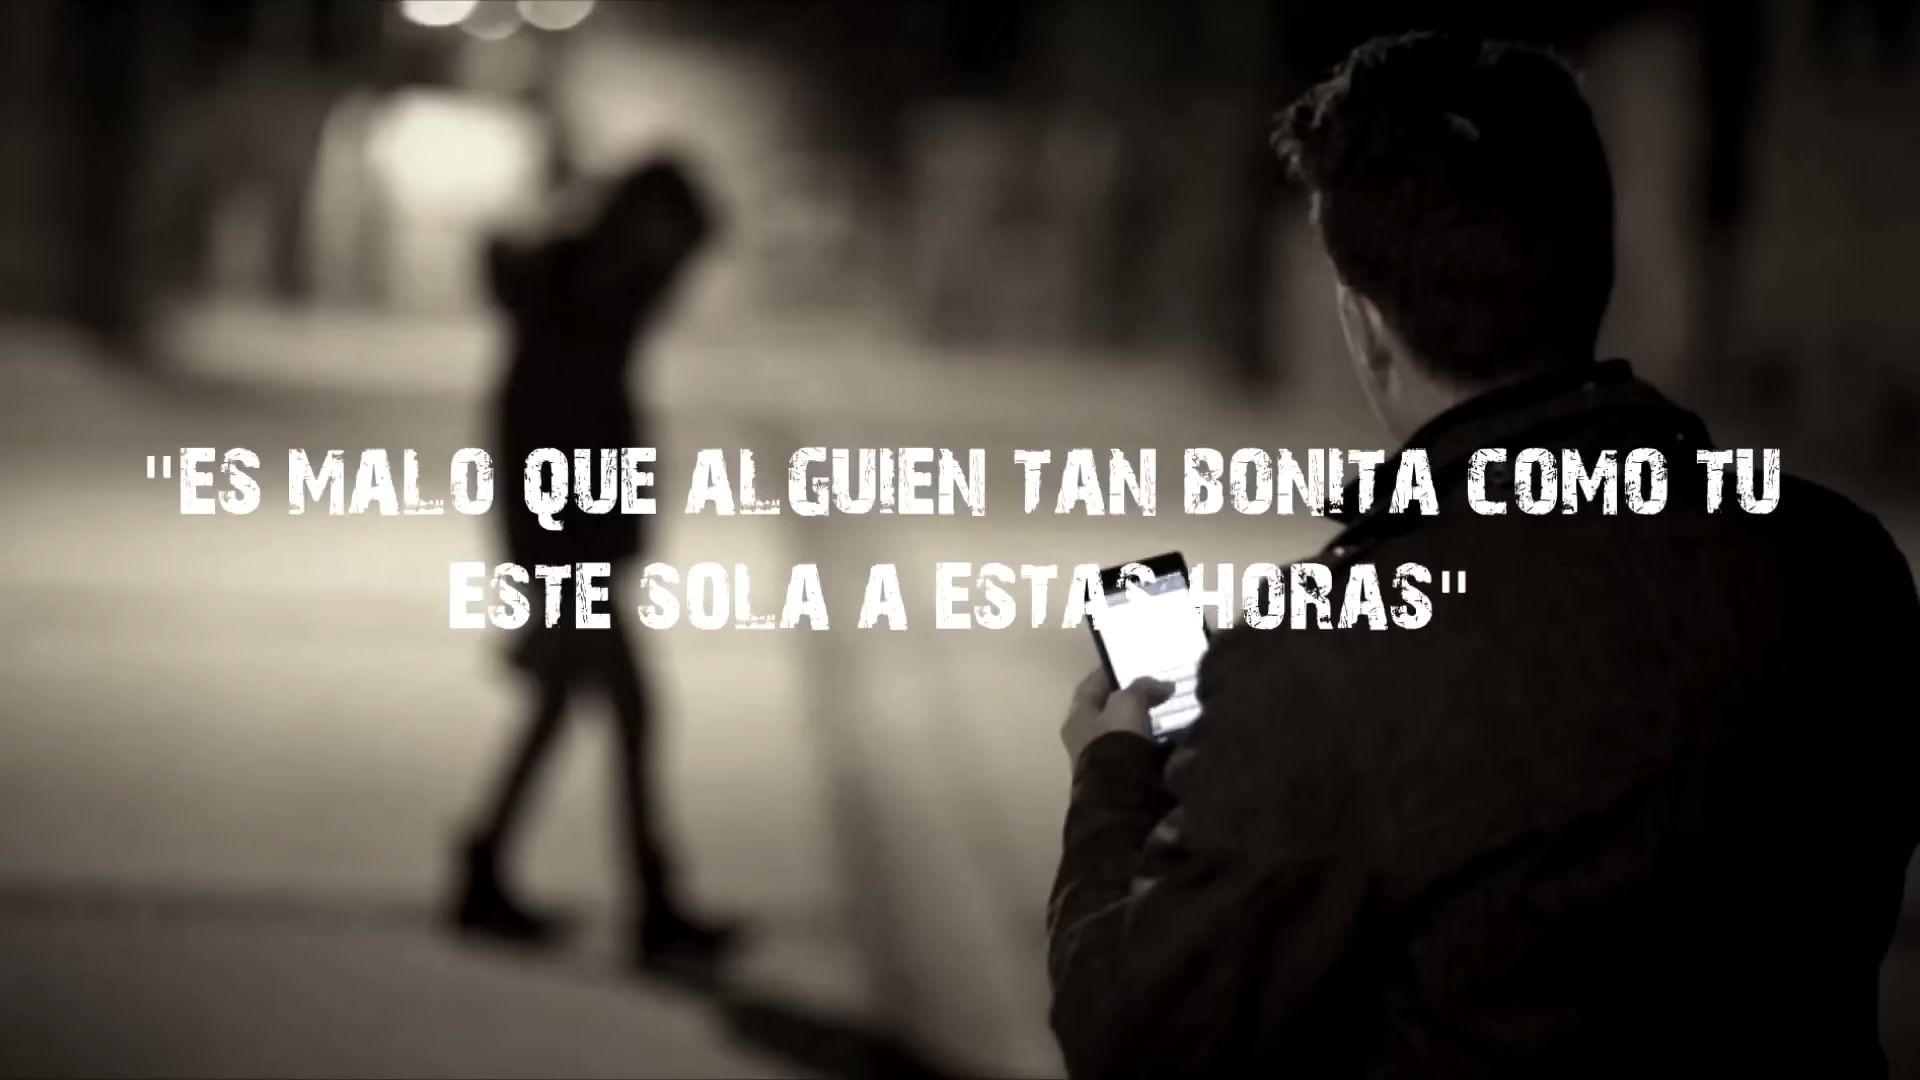 "ES MALO QUE ALGUIEN TAN BONITA COMO TU
ESTE SOLA A ESTAS HORAS"